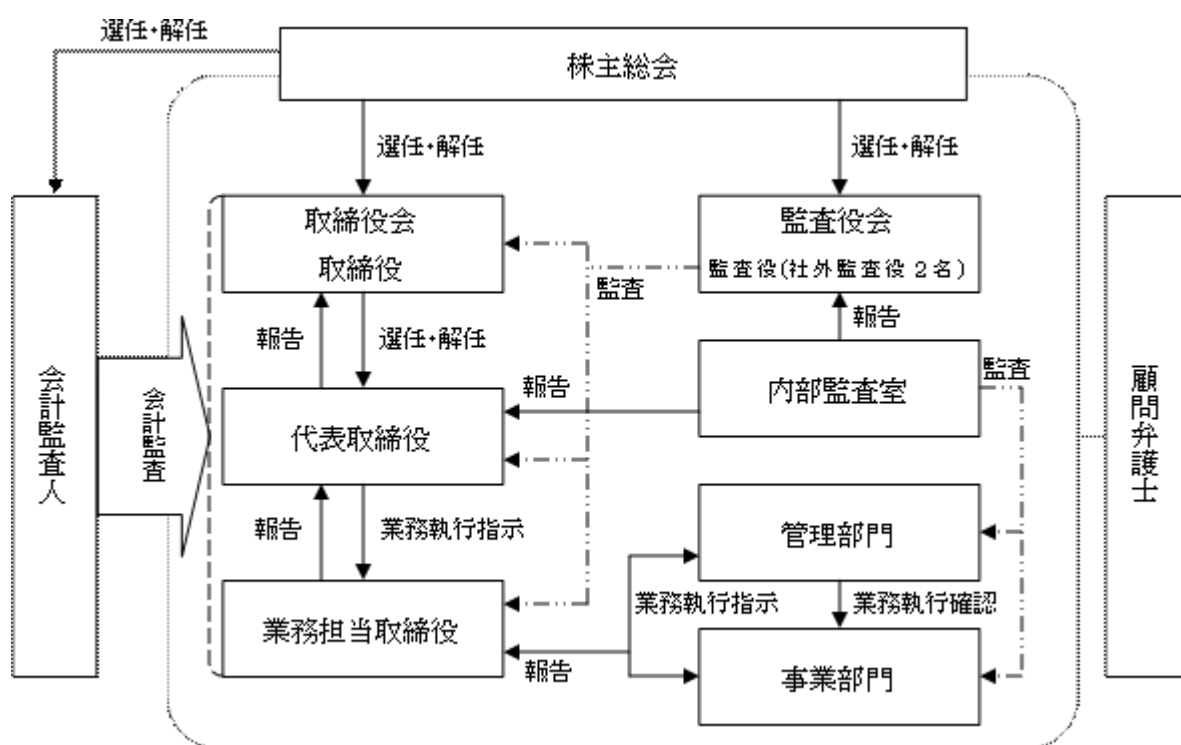 選任・解任
株主総会
選任・解任
選任・解任
取締役会
取締役
監査役会
監査役(社外監査役2名)
監査
報告
選任・解任
報告
会計監査人
会計監査
代表取締役
報告
内部監査室
監査
顧問弁護士
報告
業務執行指示
管理部門
業務執行指示
業務執行確認
業務担当取締役
報告
事業部門